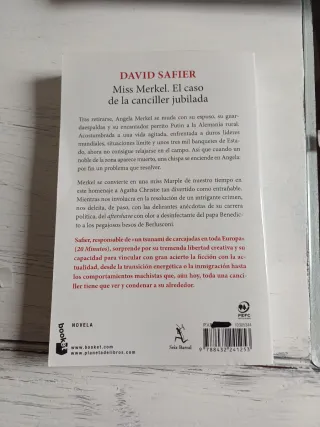 DAVID SAFIER
Miss Merkel. El caso
de la canciller jubilada
Tras retirarse, Angela Merkel se muda con su esposo, su guar-
daespaldas y su encantador perrito Putin a la Alemania rural.
Acostumbrada a una vida agitada, enfrentada a duros líderes
mundiales, situaciones límite y unos tres mil banquetes de Esta-
do, ahora no consigue relajarse en el campo. Así que cuando un
noble de la zona aparece muerto, una chispa se enciende en Angela:
por fin un problema que resolver.
Merkel se convierte en una miss Marple de nuestro tiempo en
este homenaje a Agatha Christie tan divertido como entrañable.
Mientras nos involucra en la resolución de un intrigante crimen,
nos deleita, de paso, con las delirantes anécdotas de su carrera
política: del aftershave con olor a desinfectante del papa Benedic-
to a los pegajosos besos de Berlusconi.
Safier, responsable de «un tsunami de carcajadas en toda Europa»
(20 Minutos), sorprende por su tremenda libertad creativa y su
capacidad para vincular con gran acierto la ficción con la ac-
tualidad, desde la transición energética o la inmigración hasta
los comportamientos machistas que, aún hoy, toda una canci-
ller tiene que ver y condenar a su alrededor.
PEFC
NOVELA
booket
www.booket.com
www.planetadelibros.com
Seix Barral
9 788432 241253